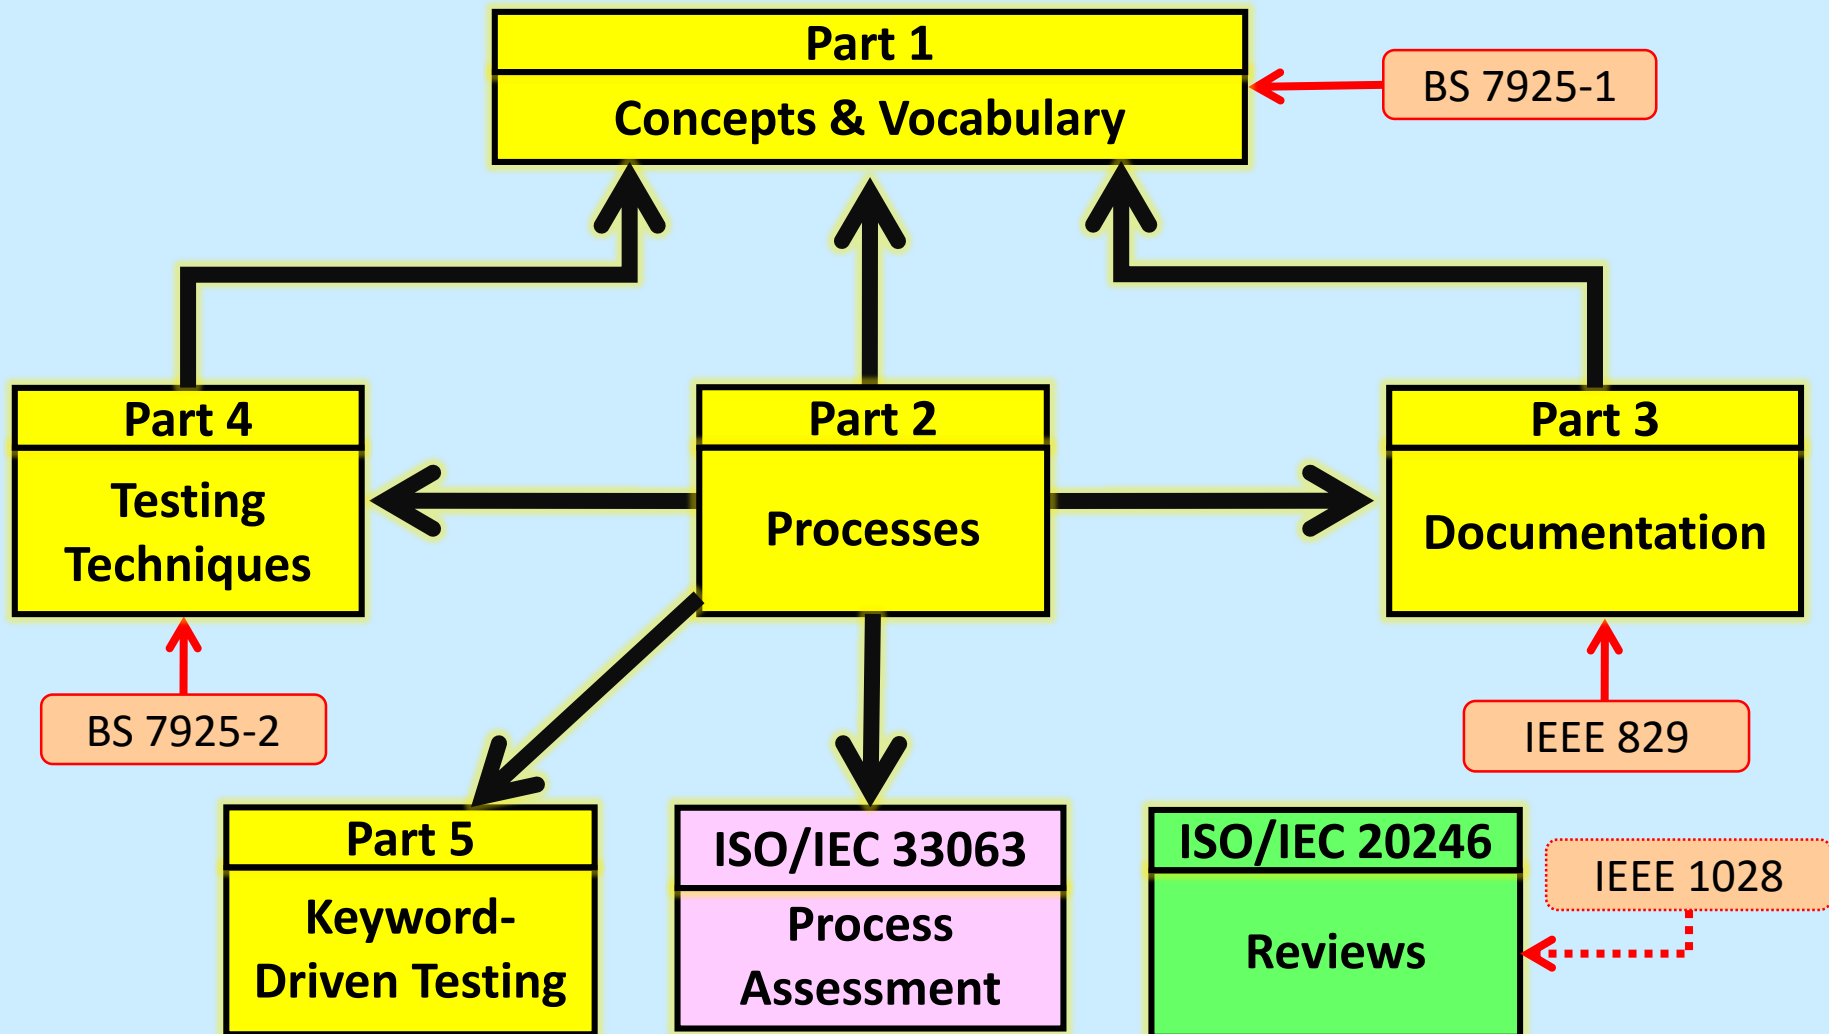 Part 1
Concepts & Vocabulary
BS 7925-1
Part 4
Testing
Techniques
Part 2
Processes
Part 3
Documentation
BS 7925-2
IEEE 829
Part 5
Keyword-
Driven Testing
ISO/IEC 33063
Process
Assessment
ISO/IEC 20246
Reviews
IEEE 1028